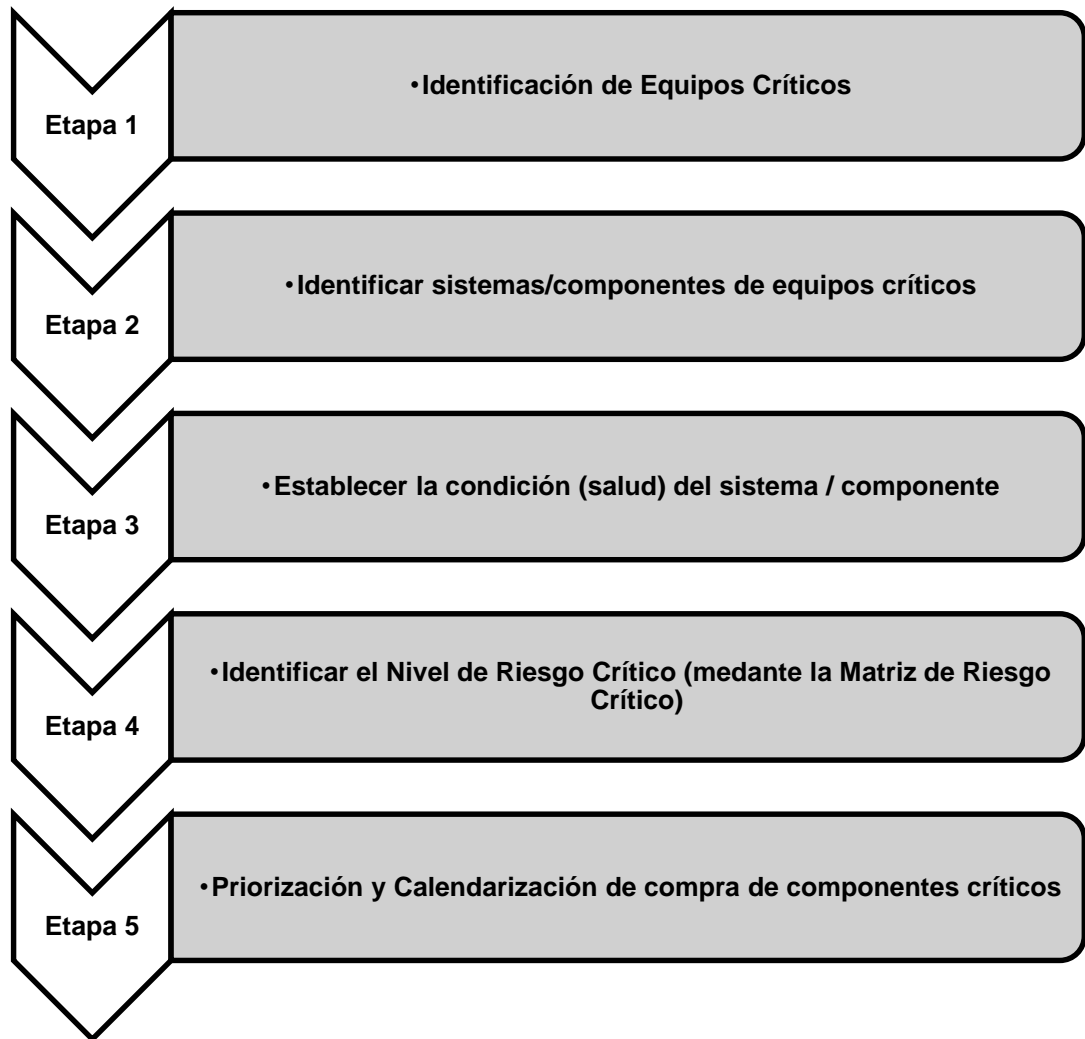 Etapa 1
•Identificación de Equipos Críticos
Etapa 2
•Identificar sistemas/componentes de equipos críticos
Etapa 3
•Establecer la condición (salud) del sistema / componente
Etapa 4
•Identificar el Nivel de Riesgo Crítico (medante la Matriz de Riesgo
Crítico)
Etapa 5
•Priorización y Calendarización de compra de componentes críticos